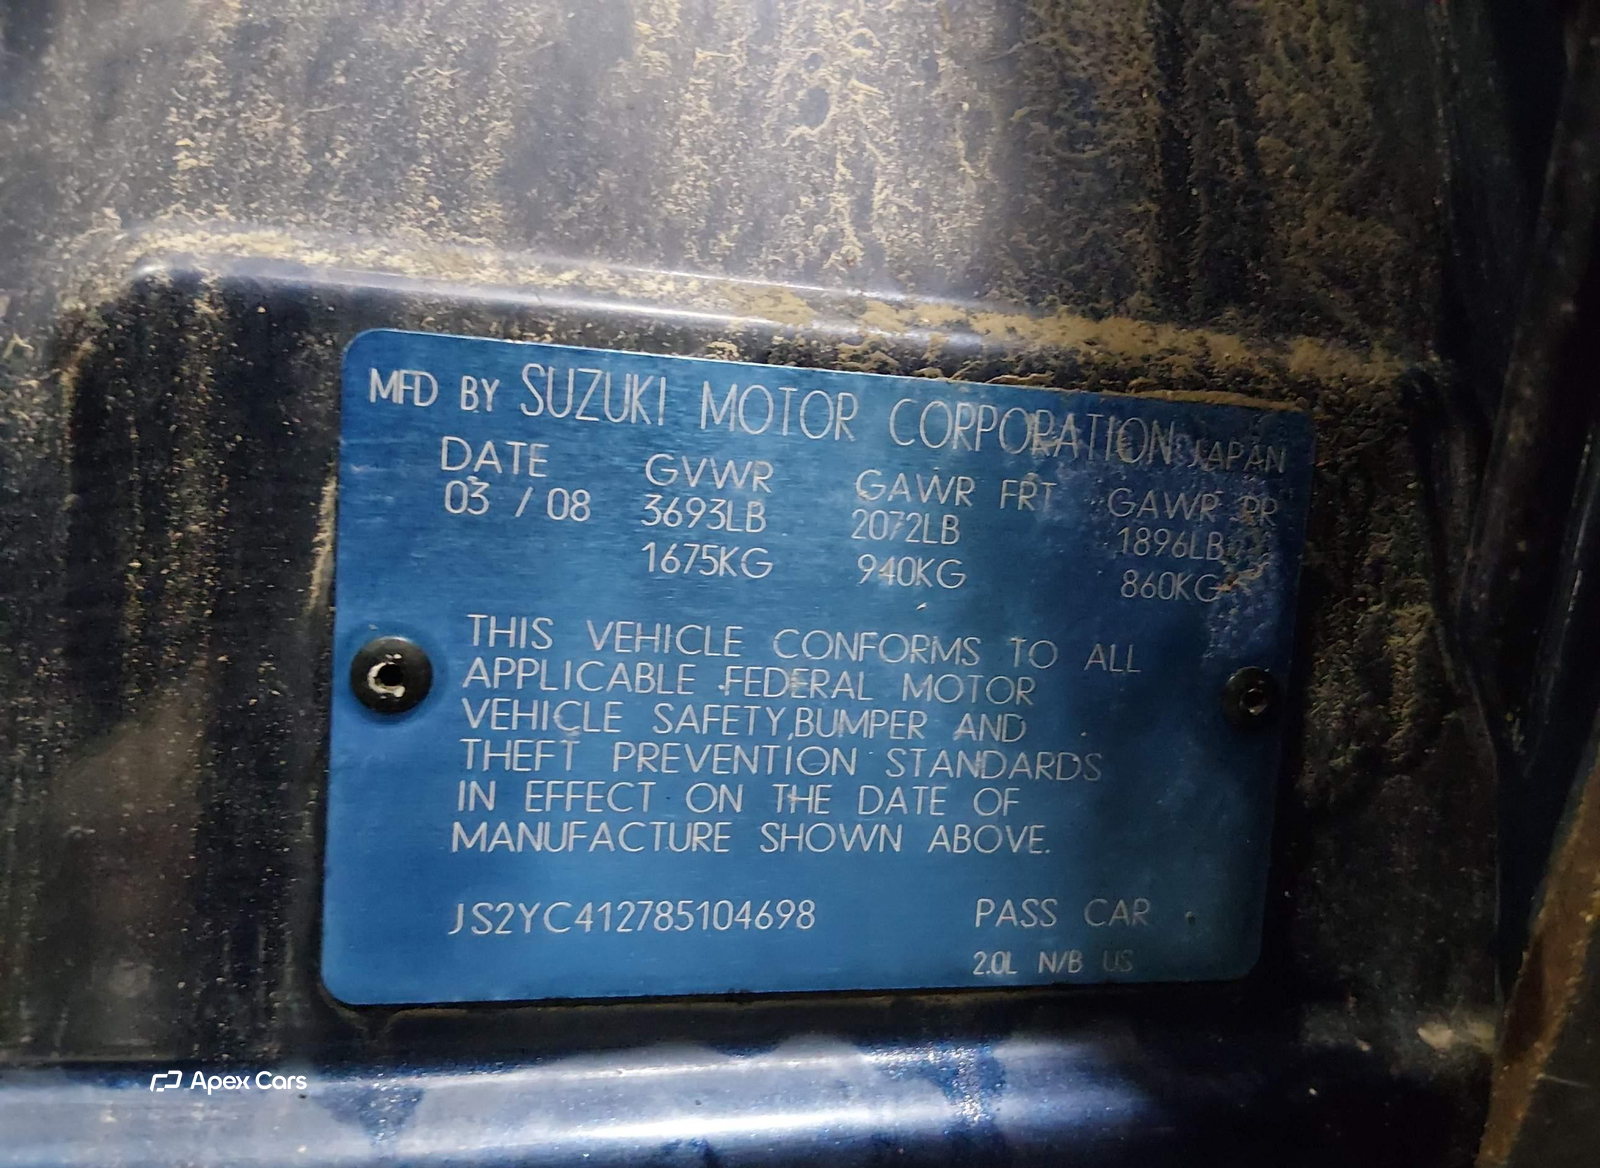 MFD BY SUZUKI MOTOR CORPORATION JAPAN
DATE GVWR GAWR FRT GAWR RR
03 / 08 3693LB 2072LB 1896LB
1675KG 940KG 860KG
THIS VEHICLE CONFORMS TO ALL
APPLICABLE FEDERAL MOTOR
VEHICLE SAFETY,BUMPER AND
THEFT PREVENTION STANDARDS
IN EFFECT ON THE DATE OF
MANUFACTURE SHOWN ABOVE.
JS2YC412785104698 PASS CAR
2.0L N/B US
Apex Cars